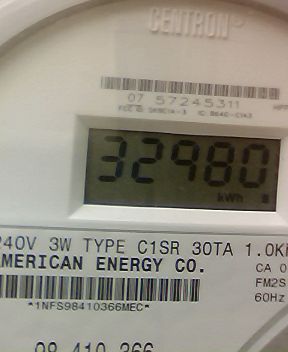 CENTRON
07 57245311
32980
kWh
240V 3W TYPE C1SR 30TA 1.0K
AMERICAN ENERGY CO.
CA 0
FM2S
60Hz
*1NFS98410366MEC*
98 410 366